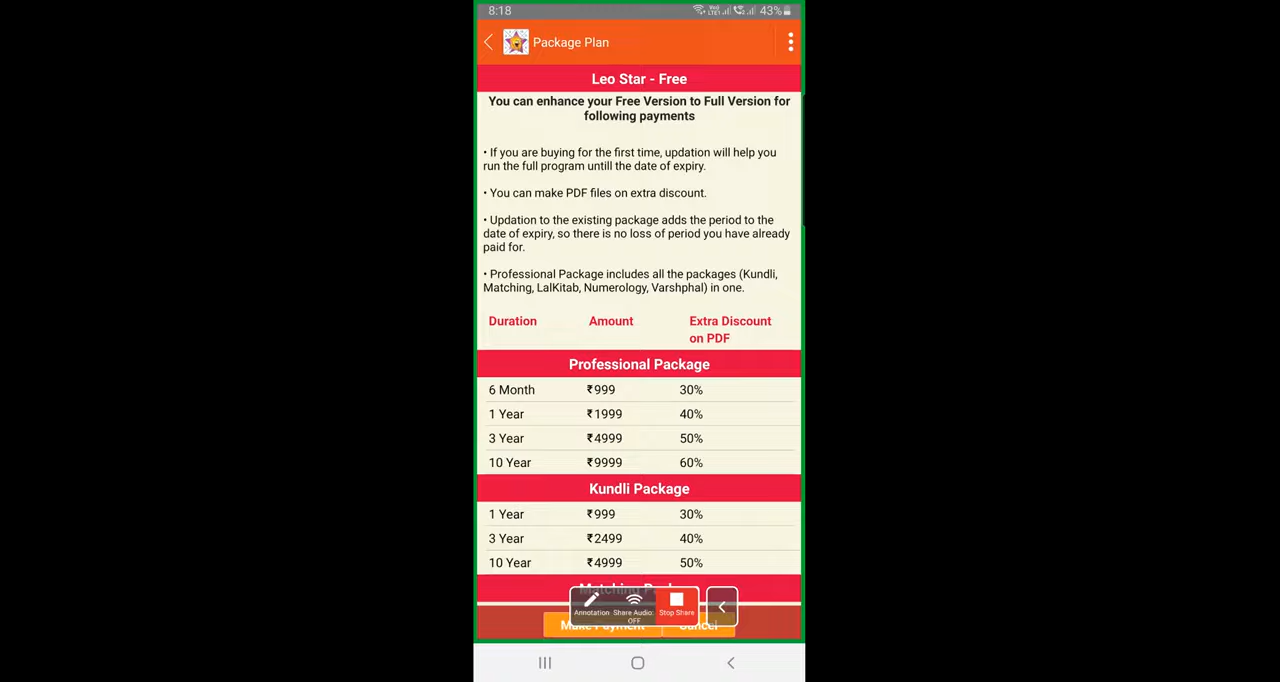 8:18 43%
Package Plan
Leo Star - Free
You can enhance your Free Version to Full Version for
following payments
• If you are buying for the first time, updation will help you
run the full program untill the date of expiry.
• You can make PDF files on extra discount.
• Updation to the existing package adds the period to the
date of expiry, so there is no loss of period you have already
paid for.
• Professional Package includes all the packages (Kundli,
Matching, LalKitab, Numerology, Varshphal) in one.
Duration Amount Extra Discount
on PDF
Professional Package
6 Month ₹999 30%
1 Year ₹1999 40%
3 Year ₹4999 50%
10 Year ₹9999 60%
Kundli Package
1 Year ₹999 30%
3 Year ₹2499 40%
10 Year ₹4999 50%
Matching Package
Annotation Share Audio: Stop Share
OFF
Make Payment Cancel